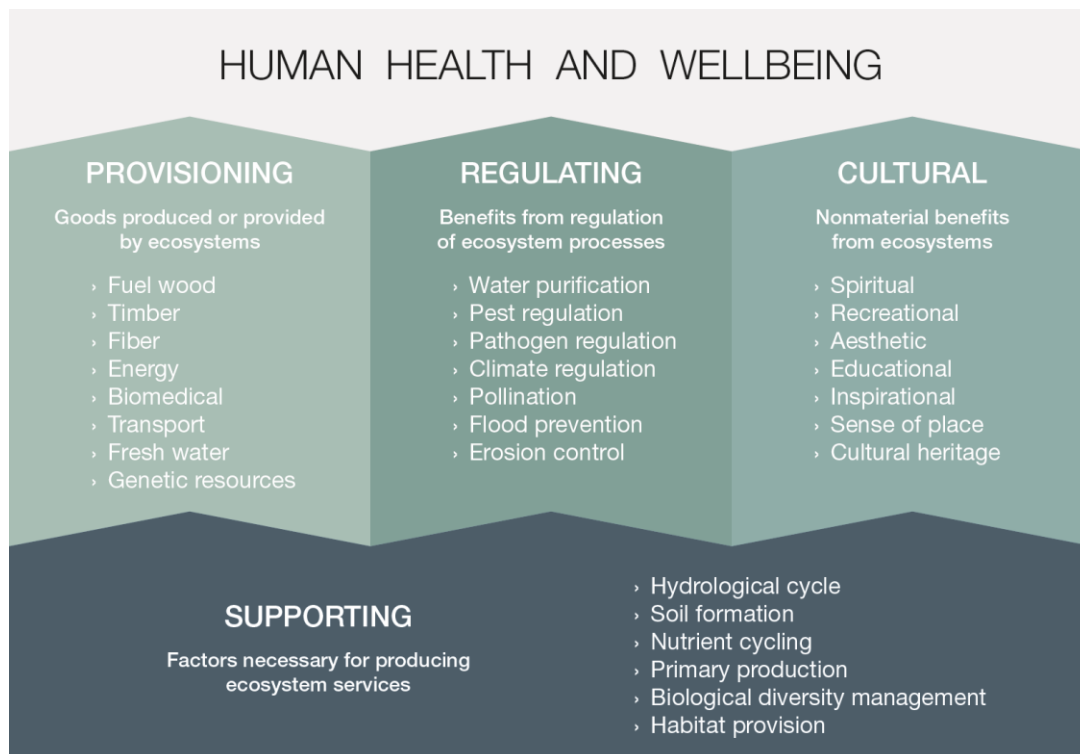 HUMAN HEALTH AND WELLBEING
PROVISIONING
Goods produced or provided
by ecosystems
› Fuel wood
› Timber
› Fiber
› Energy
› Biomedical
› Transport
› Fresh water
› Genetic resources
REGULATING
Benefits from regulation
of ecosystem processes
› Water purification
› Pest regulation
› Pathogen regulation
› Climate regulation
› Pollination
› Flood prevention
› Erosion control
CULTURAL
Nonmaterial benefits
from ecosystems
› Spiritual
› Recreational
› Aesthetic
› Educational
› Inspirational
› Sense of place
› Cultural heritage
SUPPORTING
Factors necessary for producing
ecosystem services
› Hydrological cycle
› Soil formation
› Nutrient cycling
› Primary production
› Biological diversity management
› Habitat provision